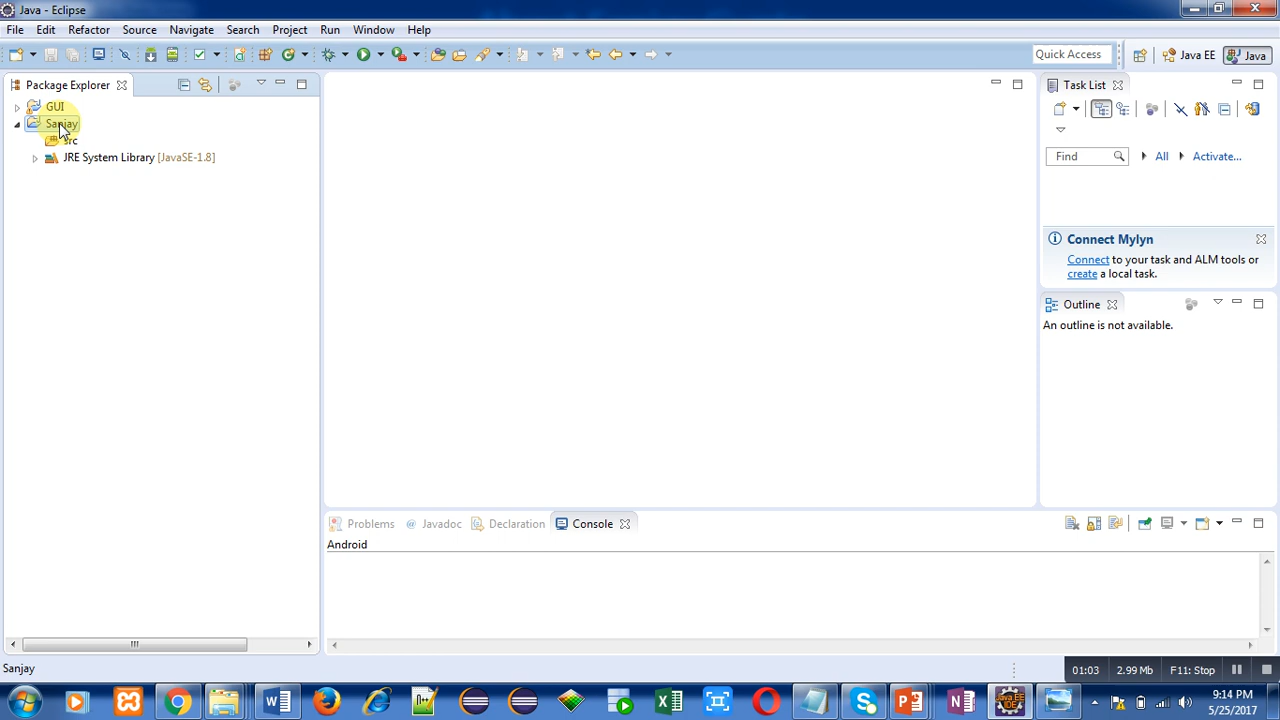 Java - Eclipse
File Edit Refactor Source Navigate Search Project Run Window Help
Quick Access Java EE Java
Package Explorer
GUI
Sanjay
src
JRE System Library [JavaSE-1.8]
Task List
Find All Activate...
Connect Mylyn
Connect to your task and ALM tools or
create a local task.
Outline
An outline is not available.
Problems @ Javadoc Declaration Console
Android
Sanjay
01:03 2.99 Mb F11: Stop
9:14 PM
5/25/2017